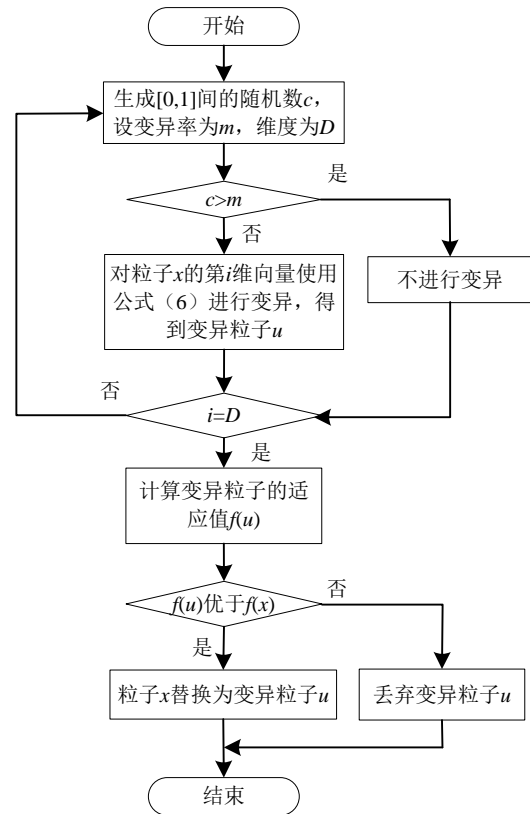 开始
生成[0,1]间的随机数c，
设变异率为m，维度为D
c>m
是
否
对粒子x的第i维向量使用
公式（6）进行变异，得
到变异粒子u
不进行变异
否
i=D
是
计算变异粒子的适
应值f(u)
f(u)优于f(x)
否
是
粒子x替换为变异粒子u
丢弃变异粒子u
结束